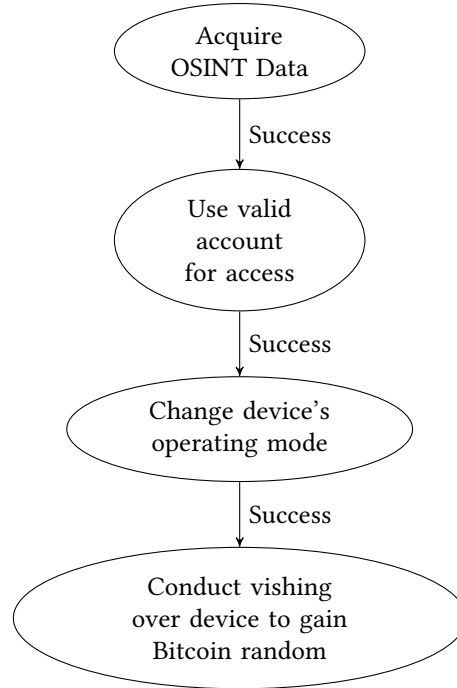 Acquire
OSINT Data
Success
Use valid
account
for access
Success
Change device's
operating mode
Success
Conduct vishing
over device to gain
Bitcoin random